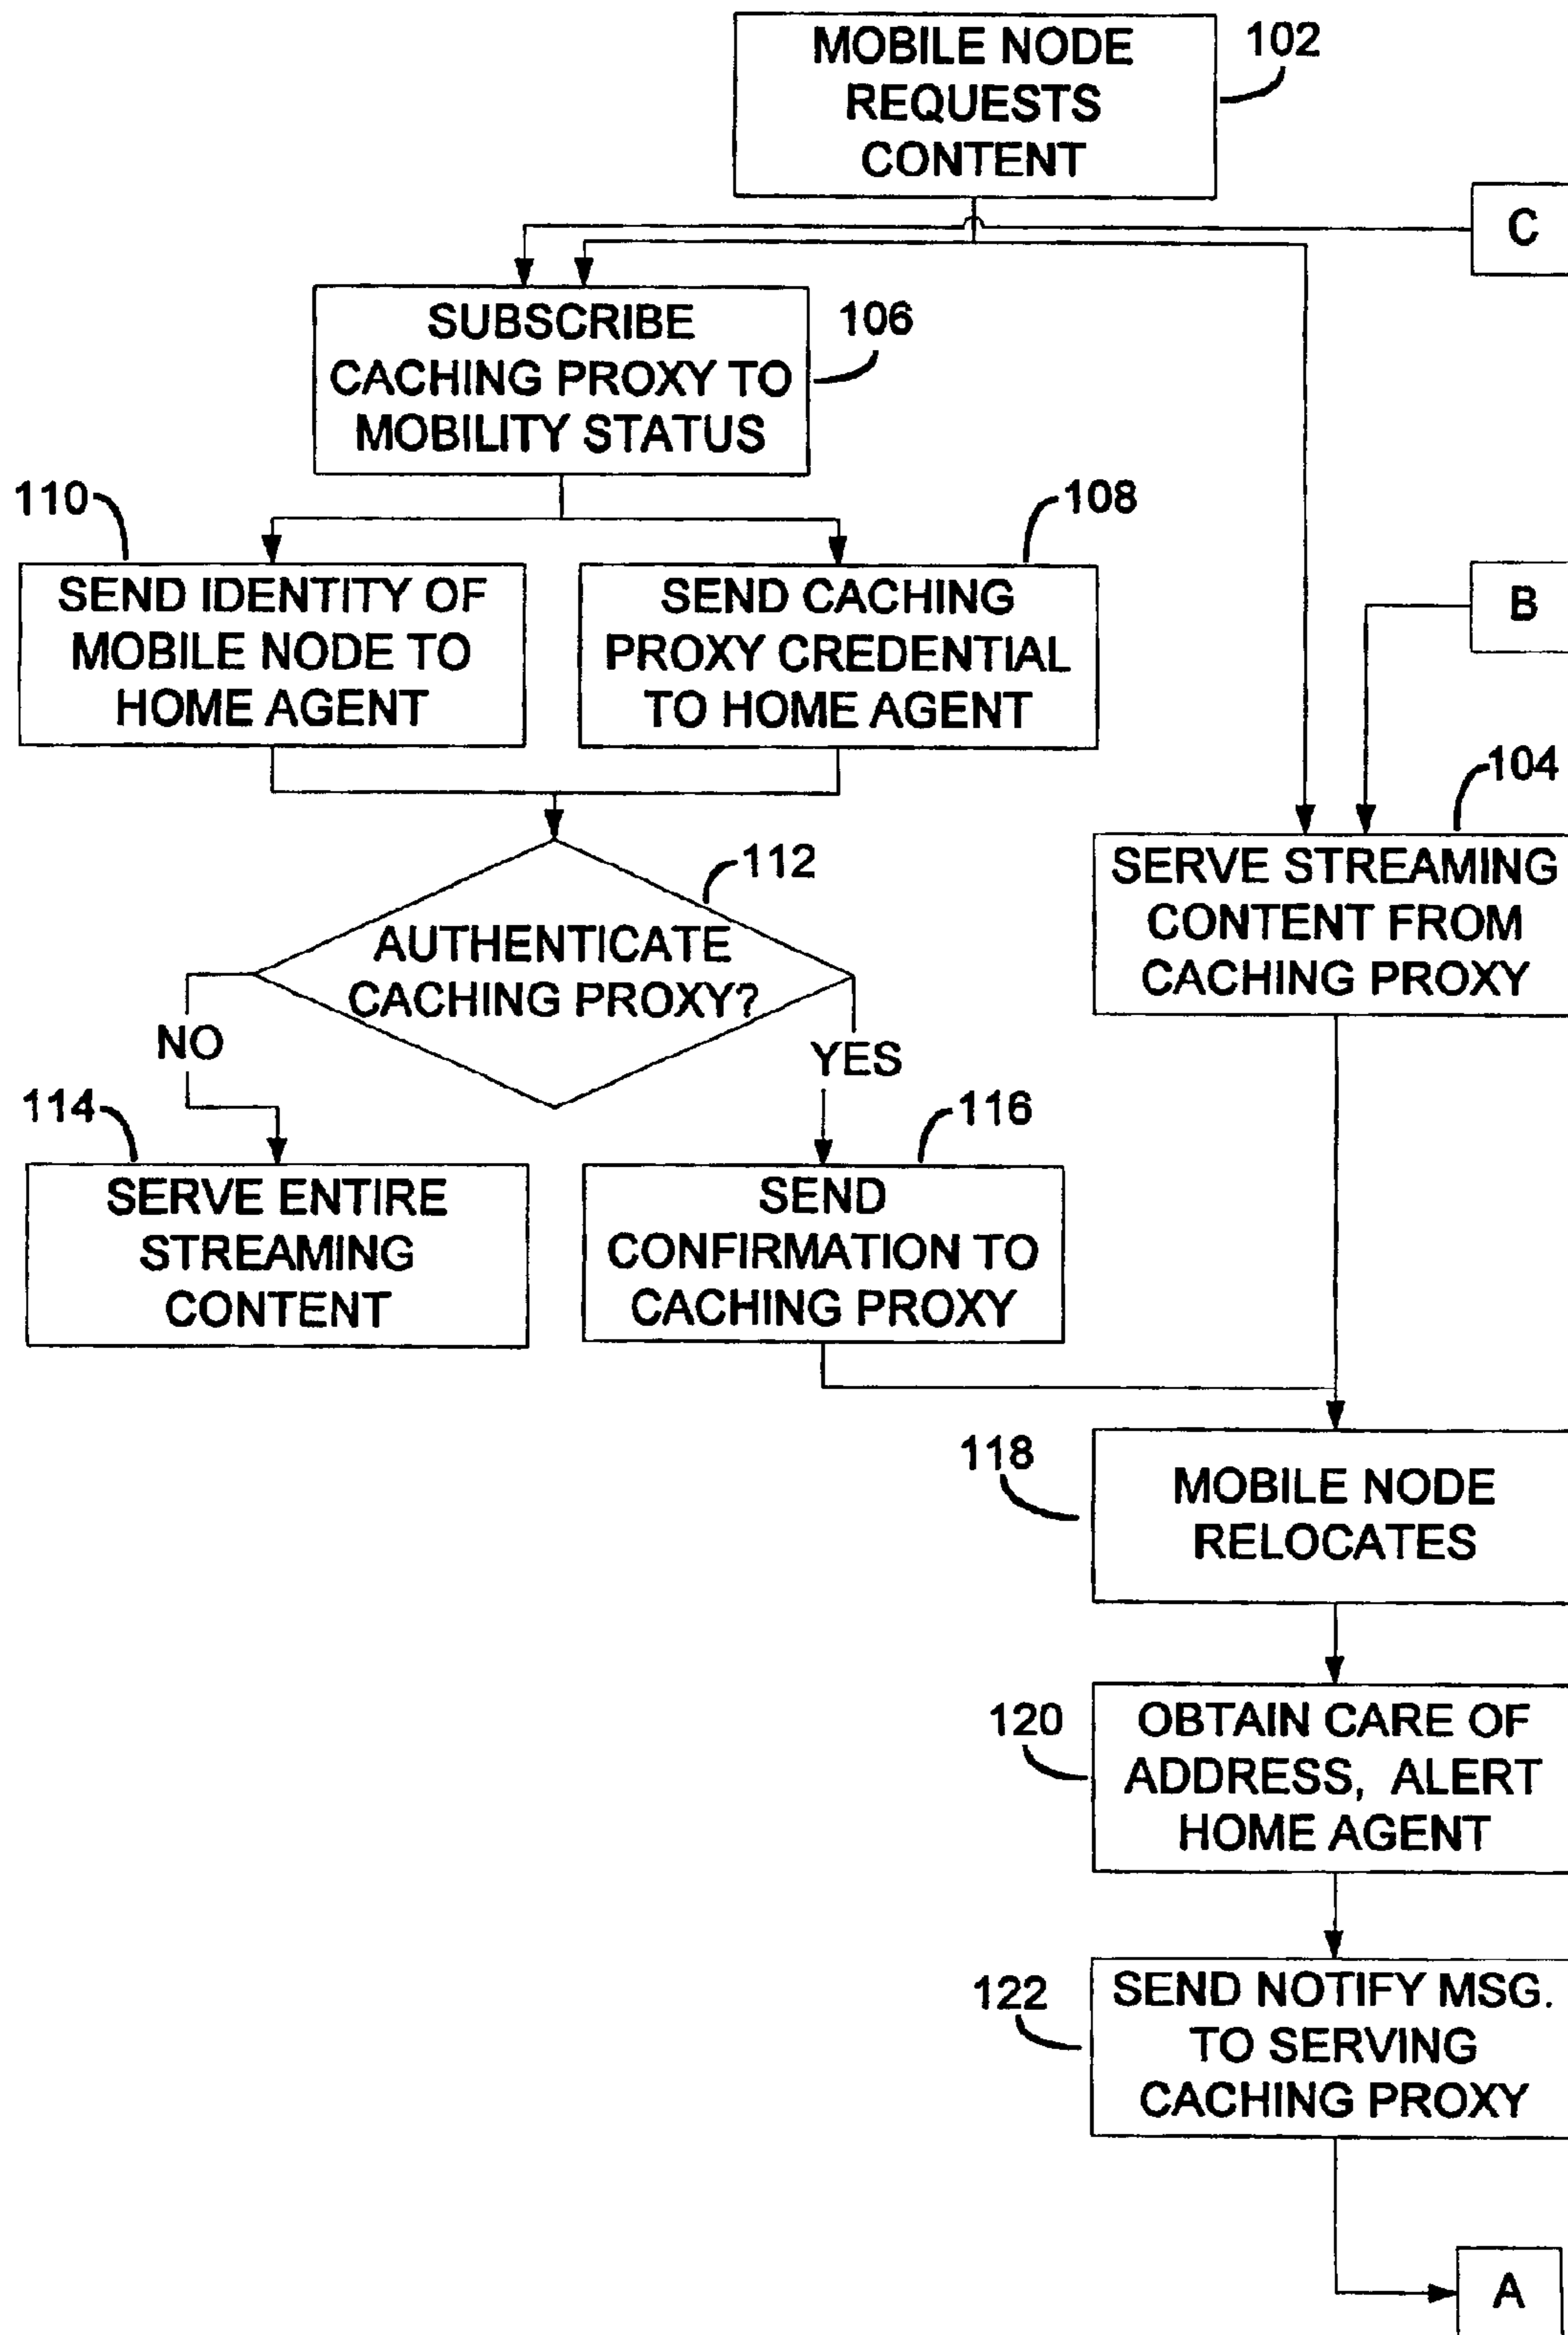 MOBILE NODE
REQUESTS
CONTENT
102
C
SUBSCRIBE
CACHING PROXY TO
MOBILITY STATUS
106
110
SEND IDENTITY OF
MOBILE NODE TO
HOME AGENT
108
SEND CACHING
PROXY CREDENTIAL
TO HOME AGENT
B
104
SERVE STREAMING
CONTENT FROM
CACHING PROXY
112
AUTHENTICATE
CACHING PROXY?
NO
YES
114
SERVE ENTIRE
STREAMING
CONTENT
116
SEND
CONFIRMATION TO
CACHING PROXY
118
MOBILE NODE
RELOCATES
120
OBTAIN CARE OF
ADDRESS, ALERT
HOME AGENT
122
SEND NOTIFY MSG.
TO SERVING
CACHING PROXY
A